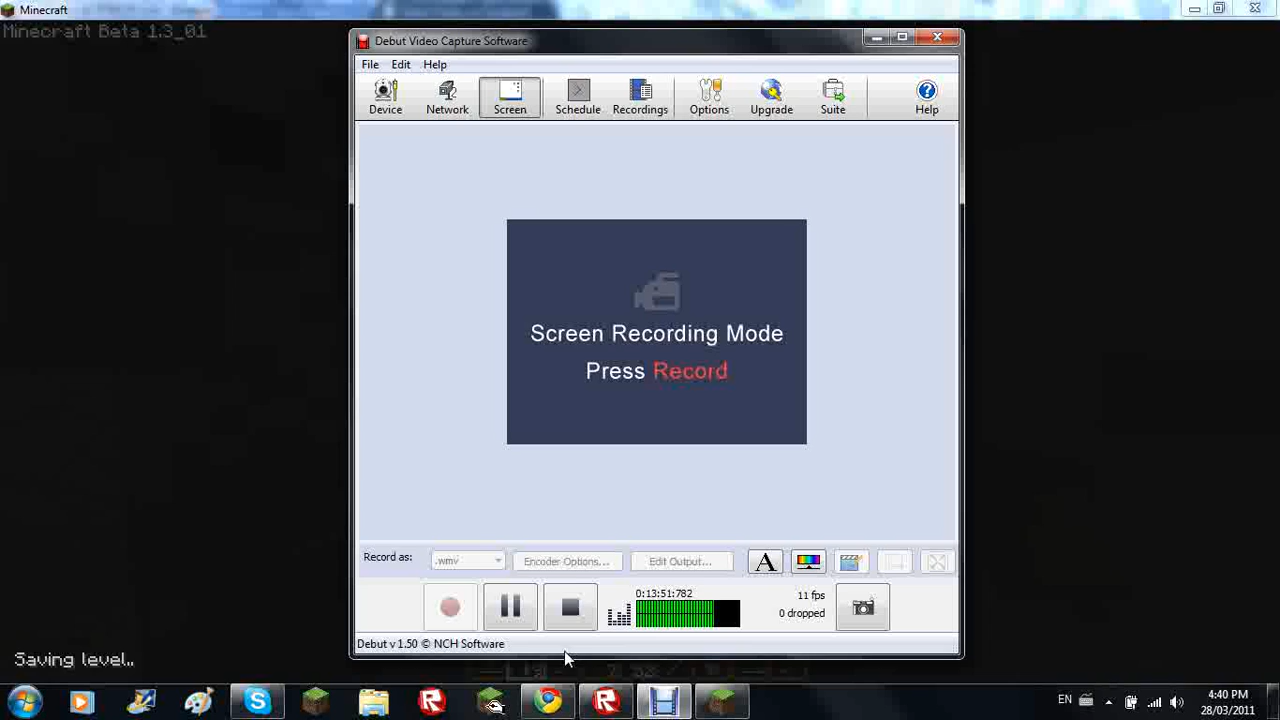 Minecraft
Minecraft Beta 1.3_01
Debut Video Capture Software
File Edit Help
Device Network Screen Schedule Recordings Options Upgrade Suite Help
Screen Recording Mode
Press Record
Record as: .wmv Encoder Options... Edit Output... A
0:13:51:782
11 fps
0 dropped
Debut v 1.50 © NCH Software
Saving level..
EN
4:40 PM
28/03/2011